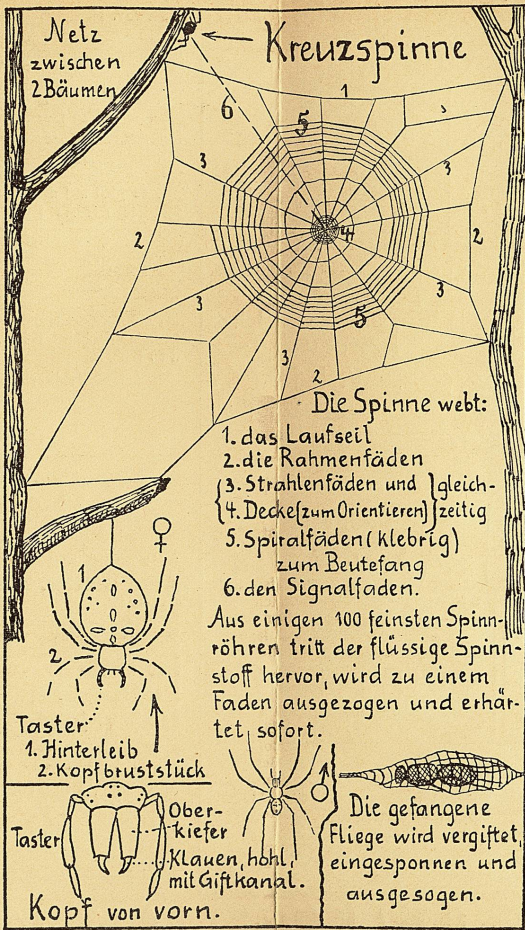 Netz
zwischen
2 Bäumen
Kreuzspinne
1
6
5
3
3
3
2
4
2
3
3
5
3
2
Die Spinne webt:
1. das Laufseil
2. die Rahmenfäden
3. Strahlenfäden und } gleich-
4. Decke (zum Orientieren) } zeitig
5. Spiralfäden (klebrig)
zum Beutefang
6. den Signalfaden.
Aus einigen 100 feinsten Spinn-
röhren tritt der flüssige Spinn-
stoff hervor, wird zu einem
Faden ausgezogen und erhär-
tet sofort.
♀
1
2
Taster
1. Hinterleib
2. Kopfbruststück
Taster
Ober-
kiefer
Klauen, hohl,
mit Giftkanal.
Kopf von vorn.
♂
Die gefangene
Fliege wird vergiftet,
eingesponnen und
ausgesogen.